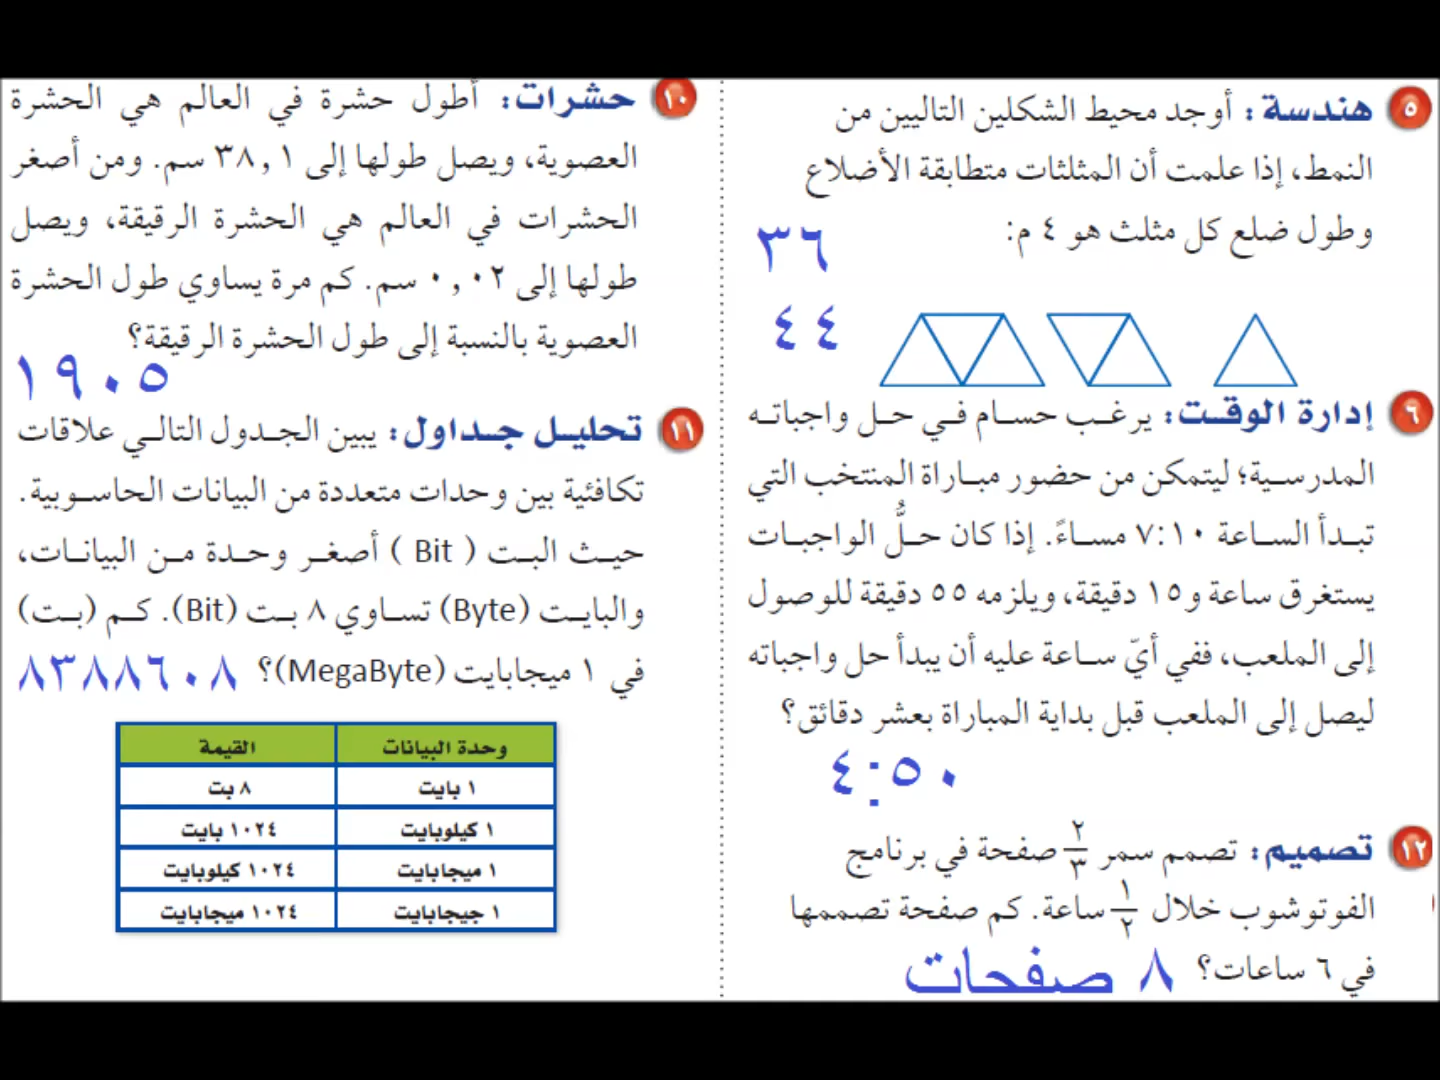 ٥ هندسة: أوجد محيط الشكلين التاليين من
النمط، إذا علمت أن المثلثات متطابقة الأضلاع
وطول ضلع كل مثلث هو ٤ م:
٣٦
٤٤
٦ إدارة الوقت: يرغب حسام في حل واجباته
المدرسية؛ ليتمكن من حضور مباراة المنتخب التي
تبدأ الساعة ٧:١٠ مساءً. إذا كان حلُّ الواجبات
يستغرق ساعة و١٥ دقيقة، ويلزمه ٥٥ دقيقة للوصول
إلى الملعب، ففي أيّ ساعة عليه أن يبدأ حل واجباته
ليصل إلى الملعب قبل بداية المباراة بعشر دقائق؟
٤:٥٠
١٢ تصميم: تصمم سمر ٢/٣ صفحة في برنامج
الفوتوشوب خلال ١/٢ ساعة. كم صفحة تصممها
في ٦ ساعات؟ ٨ صفحات
١٠ حشرات: أطول حشرة في العالم هي الحشرة
العصوية، ويصل طولها إلى ٣٨,١ سم. ومن أصغر
الحشرات في العالم هي الحشرة الرقيقة، ويصل
طولها إلى ٠,٠٢ سم. كم مرة يساوي طول الحشرة
العصوية بالنسبة إلى طول الحشرة الرقيقة؟
١٩٠٥
١١ تحليل جداول: يبين الجدول التالي علاقات
تكافئية بين وحدات متعددة من البيانات الحاسوبية.
حيث البت ( Bit ) أصغر وحدة من البيانات،
والبايت (Byte) تساوي ٨ بت (Bit). كم (بت)
في ١ ميجابايت (MegaByte)؟ ٨٣٨٨٦٠٨
وحدة البيانات القيمة
١ بايت ٨ بت
١ كيلوبايت ١٠٢٤ بايت
١ ميجابايت ١٠٢٤ كيلوبايت
١ جيجابايت ١٠٢٤ ميجابايت